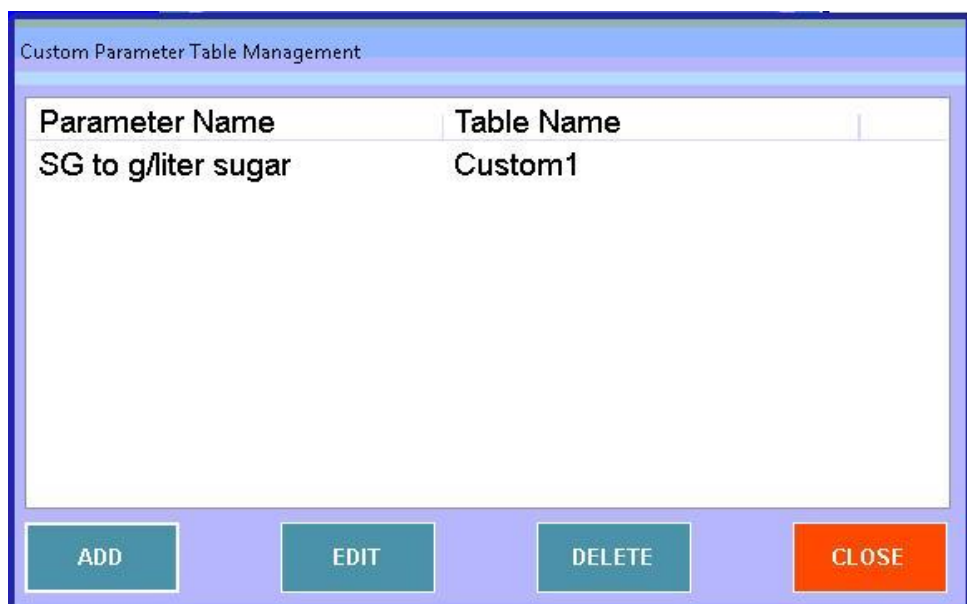 Custom Parameter Table Management
Parameter Name Table Name
SG to g/liter sugar Custom1
ADD EDIT DELETE CLOSE